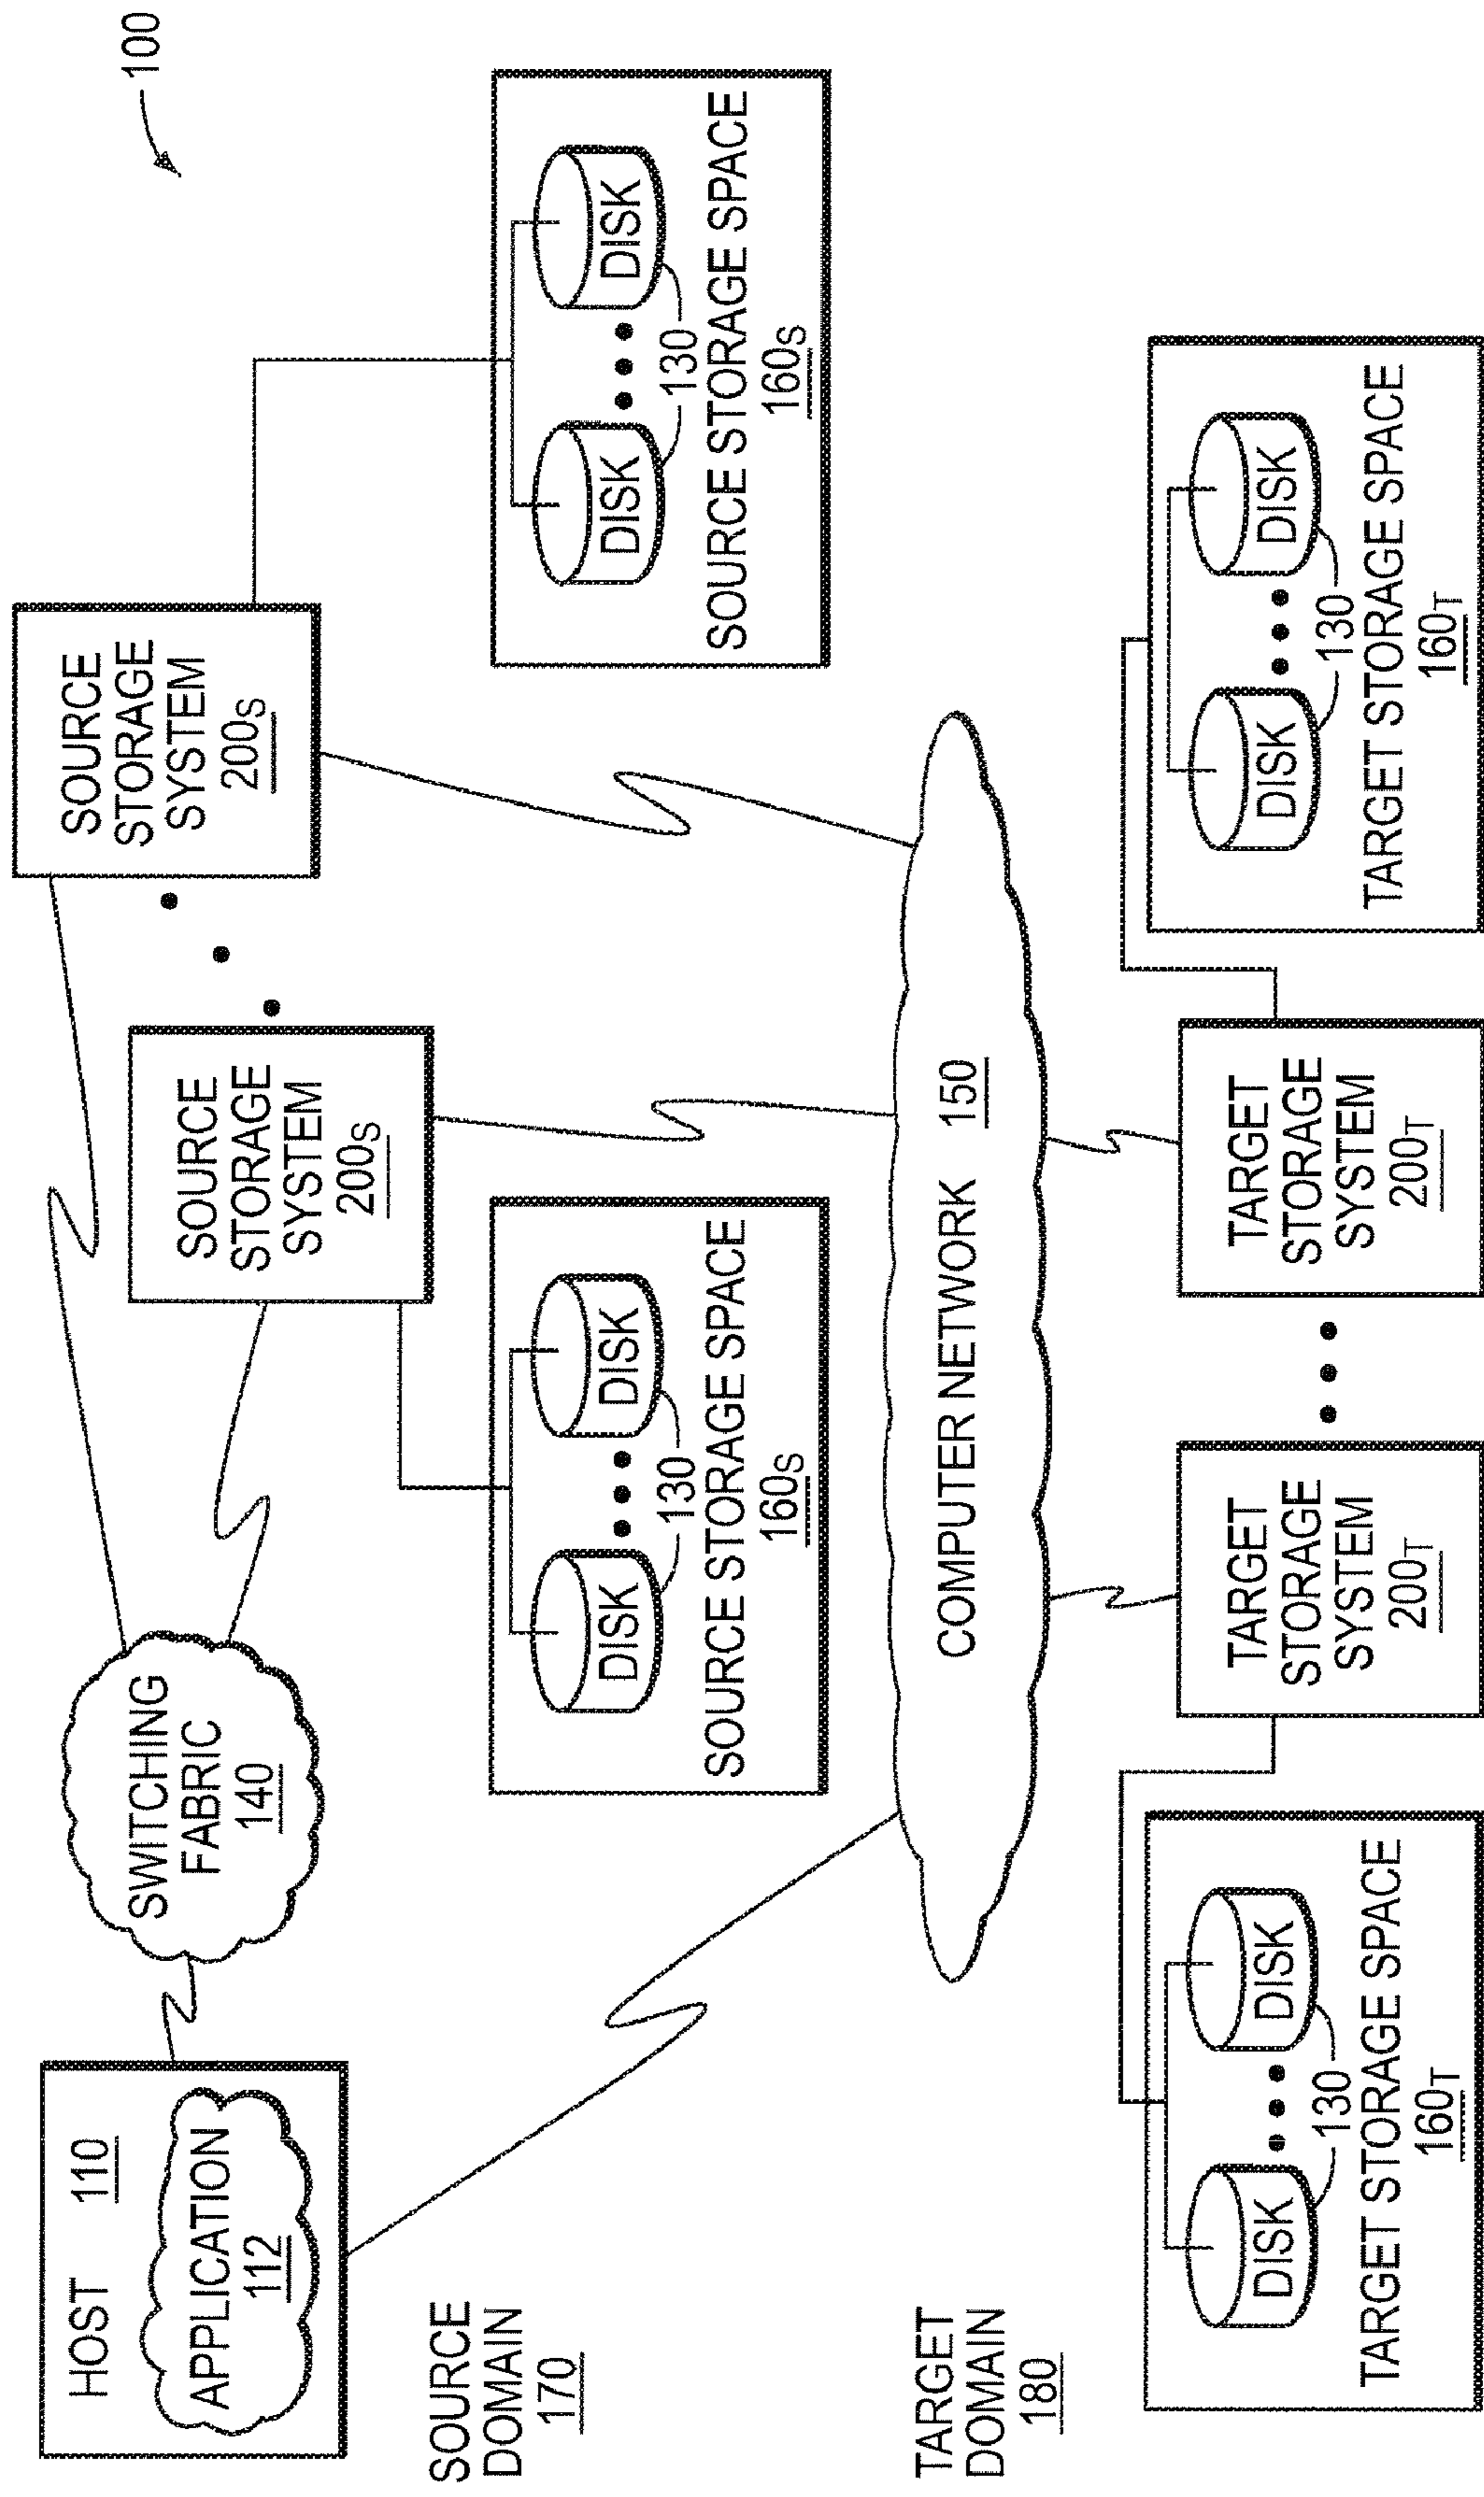 100
HOST 110
APPLICATION
112
SWITCHING
FABRIC
140
SOURCE
STORAGE
SYSTEM
200S
SOURCE
STORAGE
SYSTEM
200S
SOURCE
DOMAIN
170
DISK
DISK
130
SOURCE STORAGE SPACE
160S
DISK
DISK
130
SOURCE STORAGE SPACE
160S
COMPUTER NETWORK 150
TARGET
DOMAIN
180
DISK
DISK
130
TARGET STORAGE SPACE
160T
TARGET
STORAGE
SYSTEM
200T
TARGET
STORAGE
SYSTEM
200T
DISK
DISK
130
TARGET STORAGE SPACE
160T